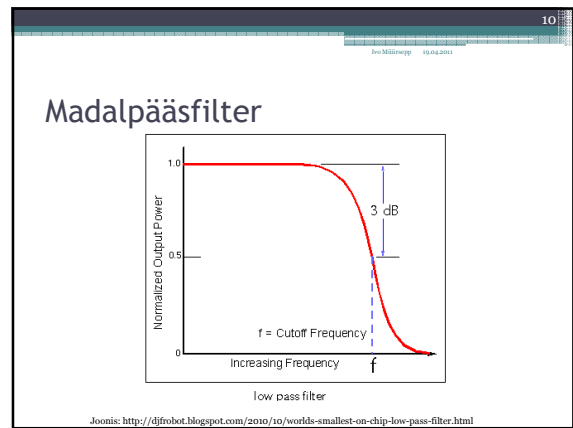 10
Ivo Müürsepp 19.04.2011
Madalpääsfilter
1.0
3 dB
Normalized Output Power
0.5
f = Cutoff Frequency
0
Increasing Frequency
f
low pass filter
Joonis: http://djfrobot.blogspot.com/2010/10/worlds-smallest-on-chip-low-pass-filter.html